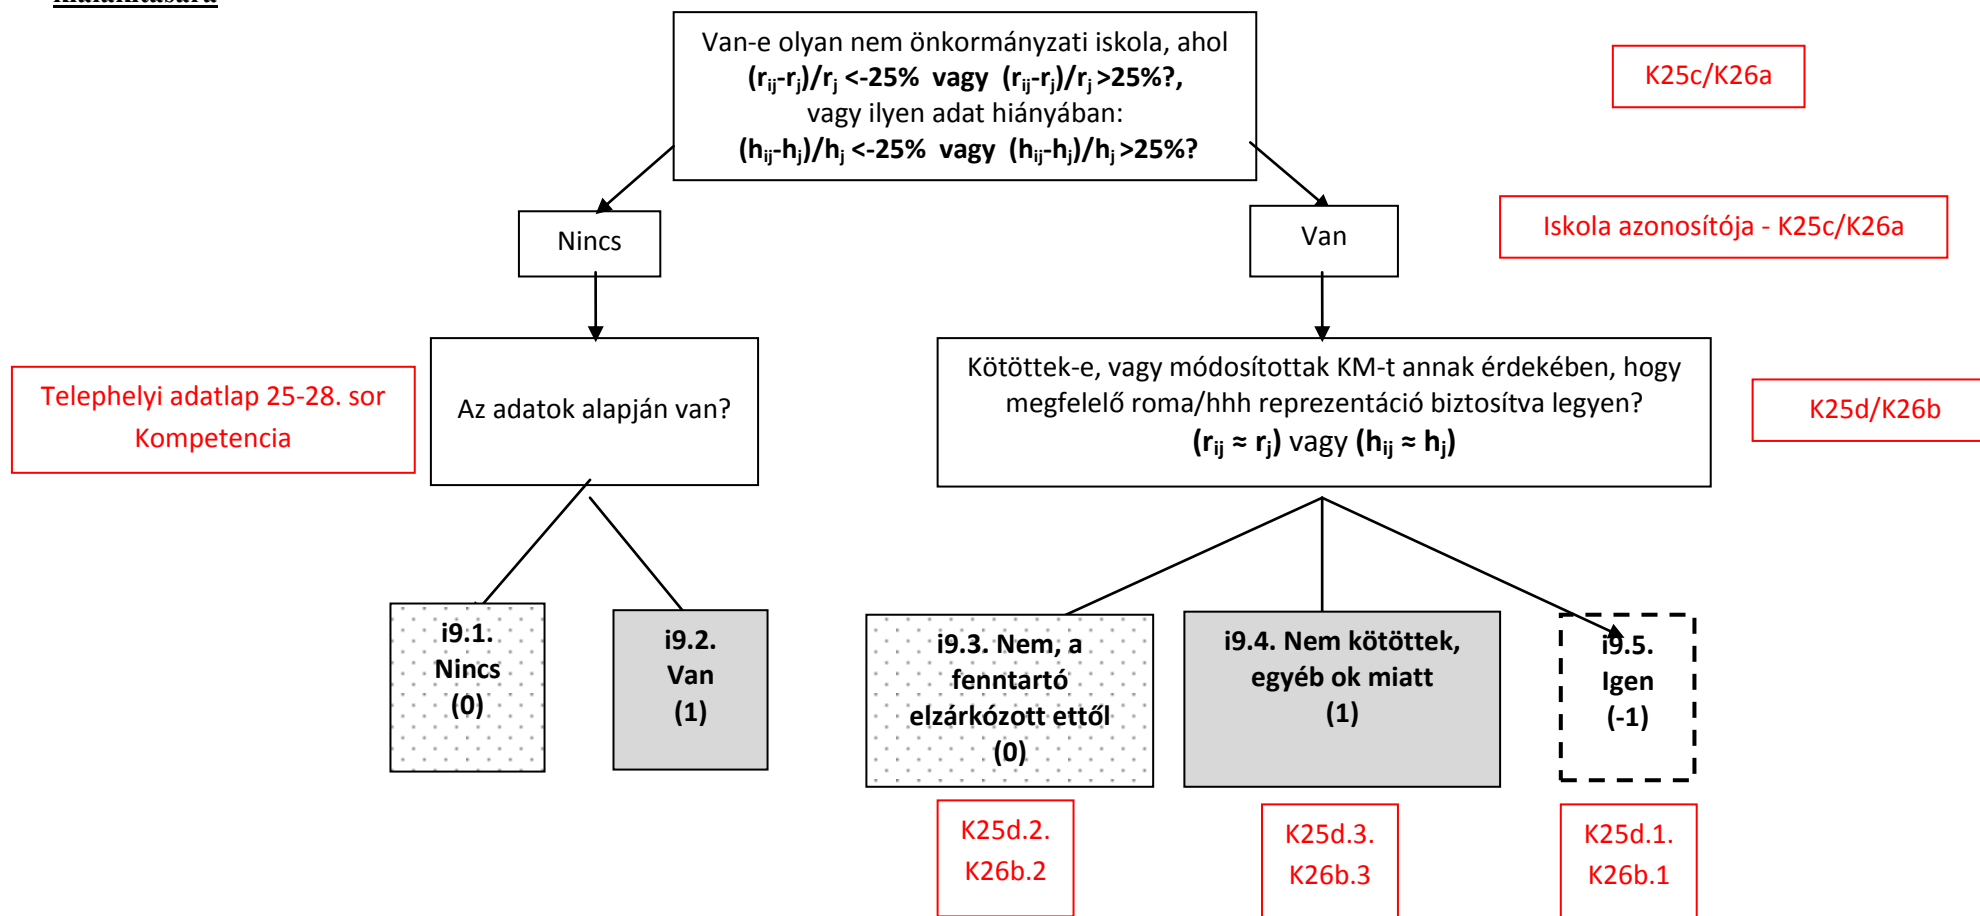 kialakítására
Van-e olyan nem önkormányzati iskola, ahol
(rij-rj)/rj <-25% vagy (rij-rj)/rj >25%?,
vagy ilyen adat hiányában:
(hij-hj)/hj <-25% vagy (hij-hj)/hj >25%?
K25c/K26a
Nincs
Van
Iskola azonosítója - K25c/K26a
Telephelyi adatlap 25-28. sor
Kompetencia
Az adatok alapján van?
Kötöttek-e, vagy módosítottak KM-t annak érdekében, hogy
megfelelő roma/hhh reprezentáció biztosítva legyen?
(rij ≈ rj) vagy (hij ≈ hj)
K25d/K26b
i9.1.
Nincs
(0)
i9.2.
Van
(1)
i9.3. Nem, a
fenntartó
elzárkózott ettől
(0)
i9.4. Nem kötöttek,
egyéb ok miatt
(1)
i9.5.
Igen
(-1)
K25d.2.
K26b.2
K25d.3.
K26b.3
K25d.1.
K26b.1